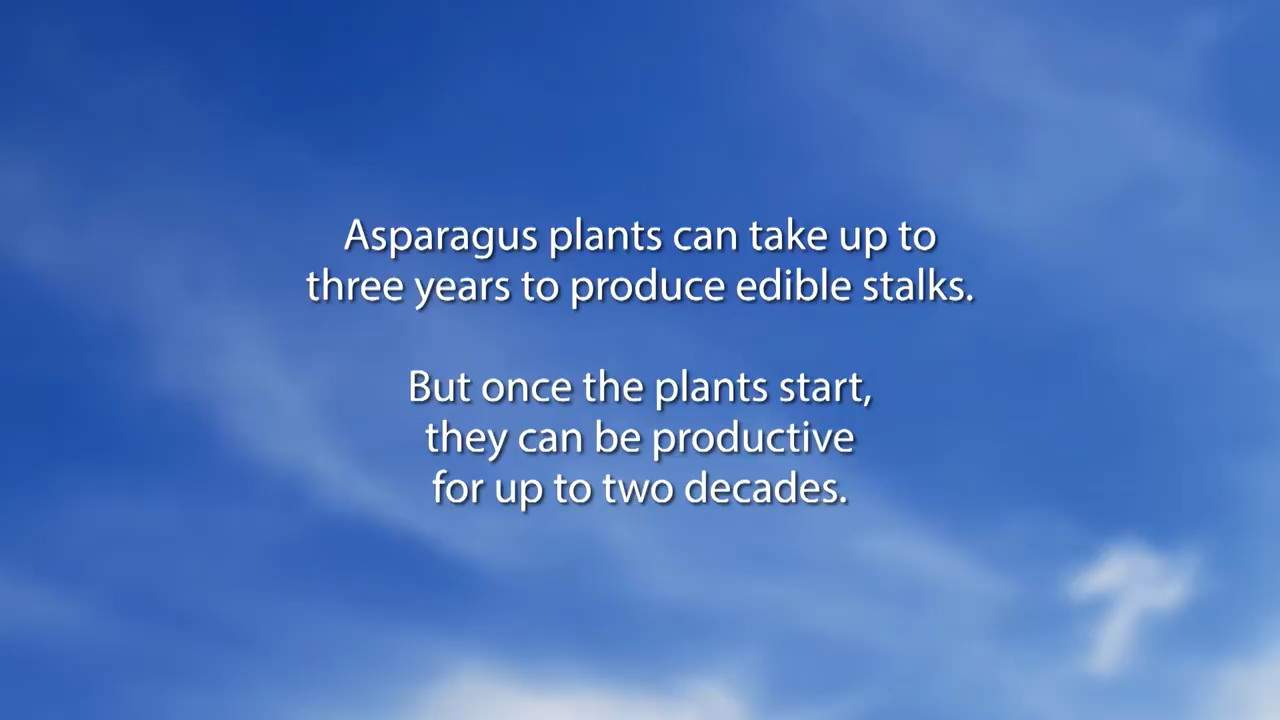 Asparagus plants can take up to
three years to produce edible stalks.
But once the plants start,
they can be productive
for up to two decades.